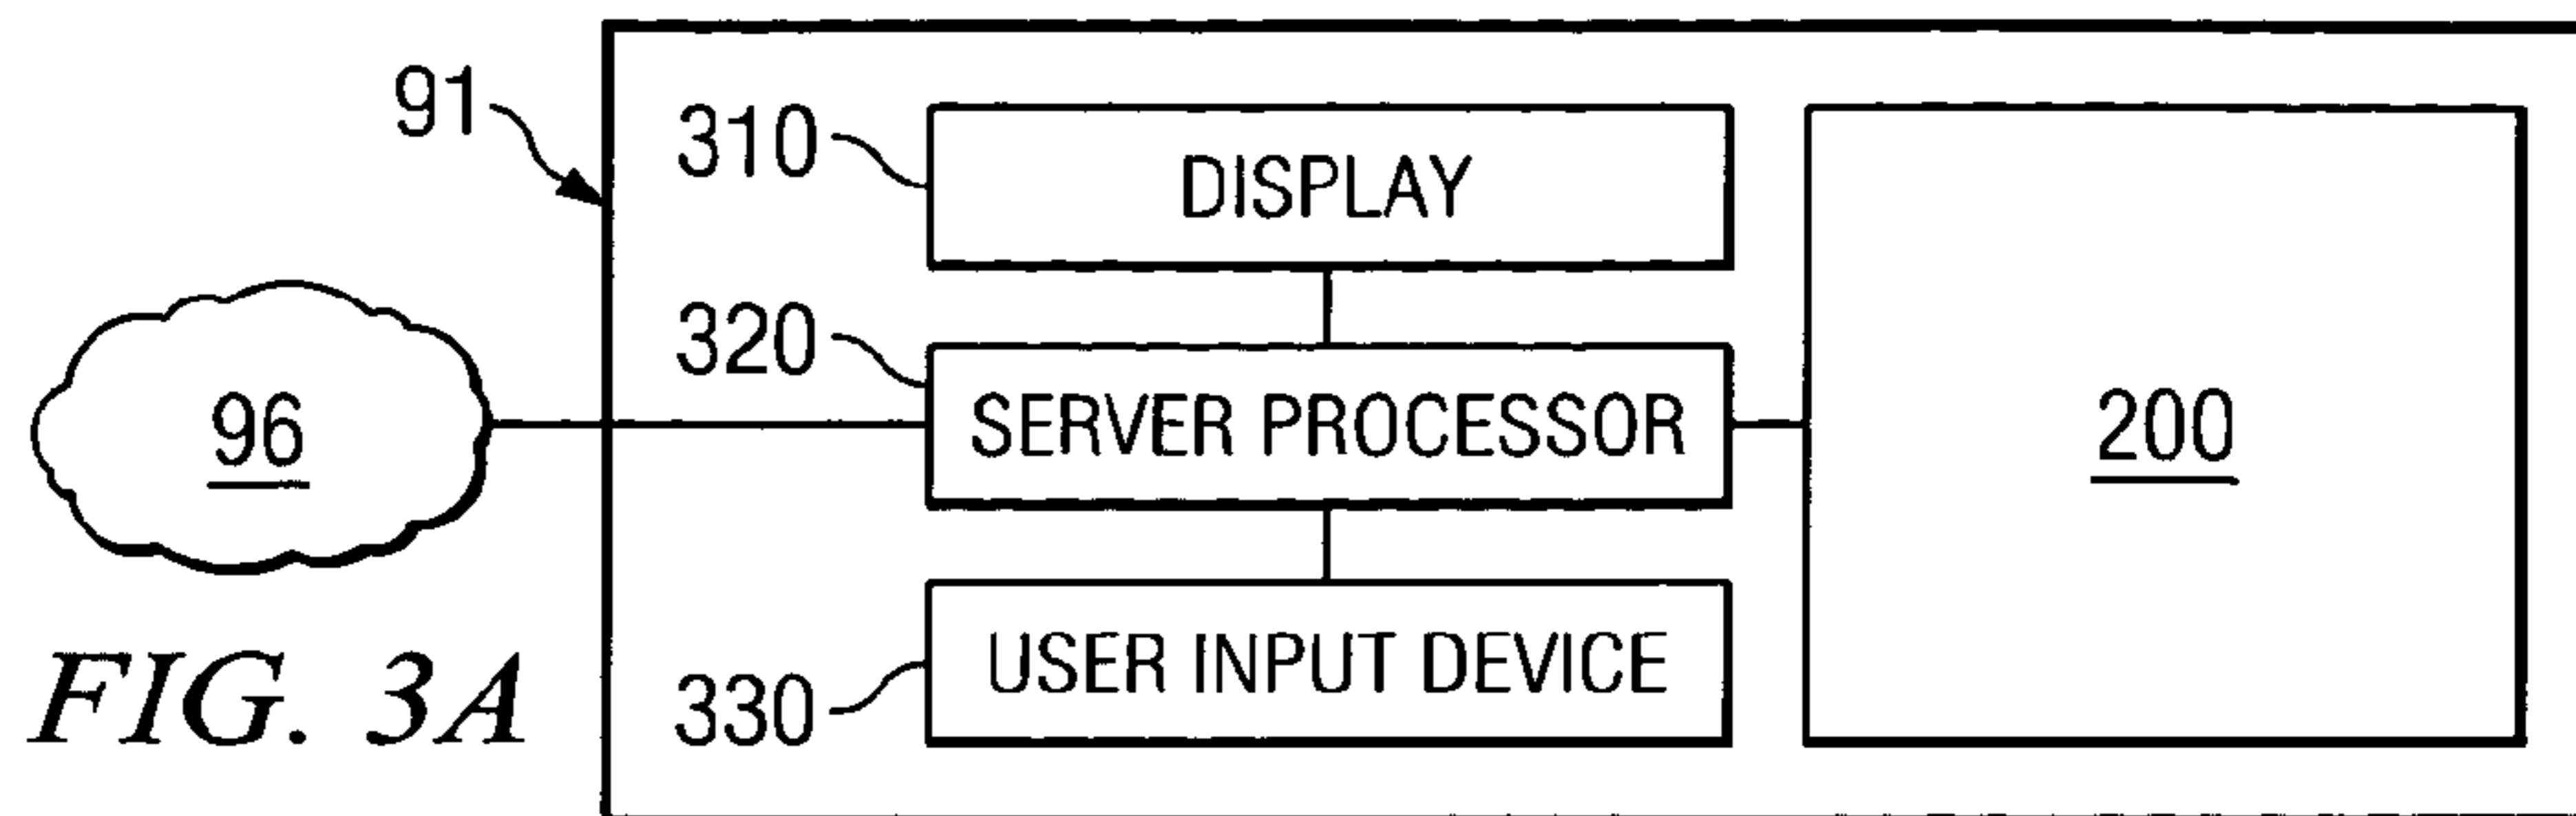 91
310
DISPLAY
320
96
SERVER PROCESSOR
200
330
USER INPUT DEVICE
FIG. 3A